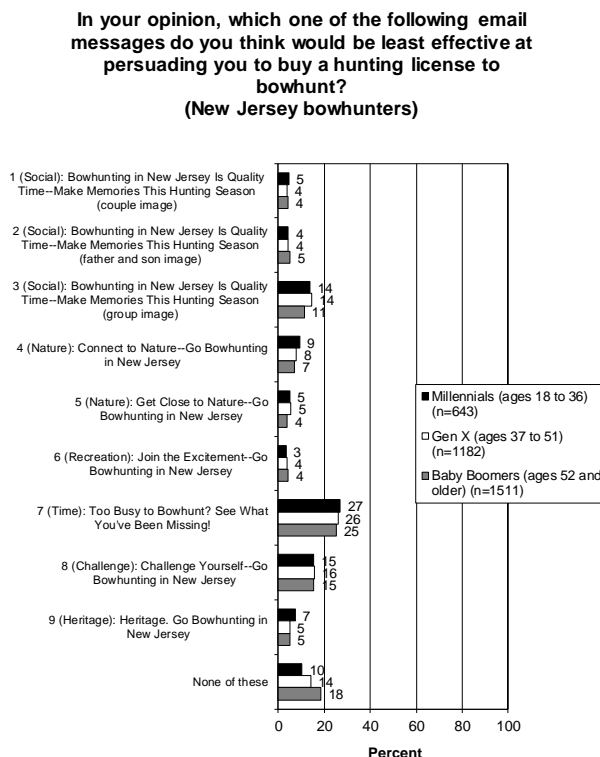 In your opinion, which one of the following email
messages do you think would be least effective at
persuading you to buy a hunting license to
bowhunt?
(New Jersey bowhunters)
1 (Social): Bowhunting in New Jersey Is Quality
Time--Make Memories This Hunting Season
(couple image)
5
4
4
2 (Social): Bowhunting in New Jersey Is Quality
Time--Make Memories This Hunting Season
(father and son image)
4
4
5
3 (Social): Bowhunting in New Jersey Is Quality
Time--Make Memories This Hunting Season
(group image)
14
14
11
4 (Nature): Connect to Nature--Go Bowhunting
in New Jersey
9
8
7
5 (Nature): Get Close to Nature--Go
Bowhunting in New Jersey
5
5
4
6 (Recreation): Join the Excitement--Go
Bowhunting in New Jersey
3
4
4
7 (Time): Too Busy to Bowhunt? See What
You've Been Missing!
27
26
25
8 (Challenge): Challenge Yourself--Go
Bowhunting in New Jersey
15
16
15
9 (Heritage): Heritage. Go Bowhunting in
New Jersey
7
5
5
None of these
10
14
18
0 20 40 60 80 100
Percent
Millennials (ages 18 to 36)
(n=643)
Gen X (ages 37 to 51)
(n=1182)
Baby Boomers (ages 52 and
older) (n=1511)